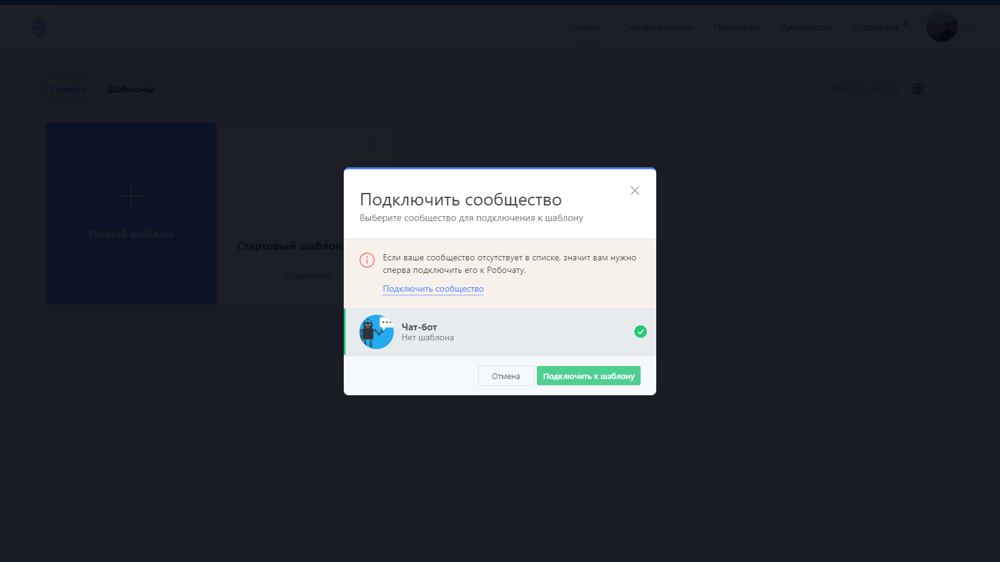 Панель
Тарифы и оплата
Партнерам
Руководство
Поддержка
Панель
Шаблоны
Мои сообщества
Новый шаблон
Стартовый шаблон
Подключить
Подключить сообщество
Выберите сообщество для подключения к шаблону
Если ваше сообщество отсутствует в списке, значит вам нужно
сперва подключить его к Робочату.
Подключить сообщество
Чат-бот
Нет шаблона
Отмена
Подключить к шаблону